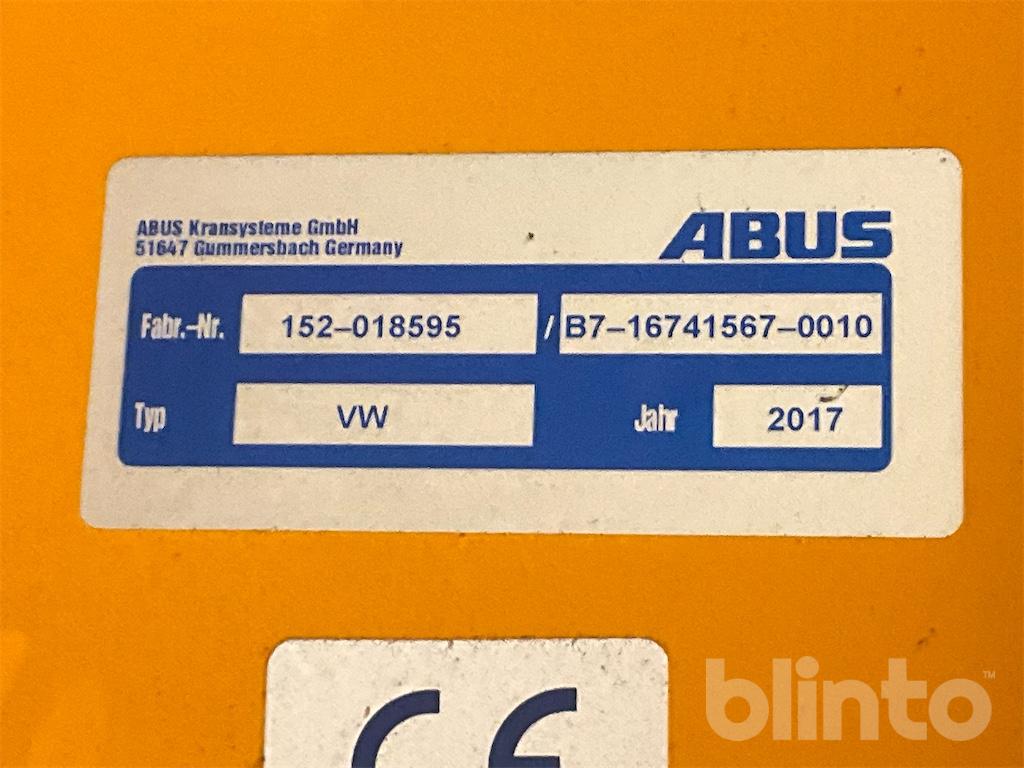 ABUS Kransysteme GmbH
51647 Gummersbach Germany
ABUS
Fabr.-Nr. 152-018595 / B7-16741567-0010
Typ VW Jahr 2017
CE
blinto™